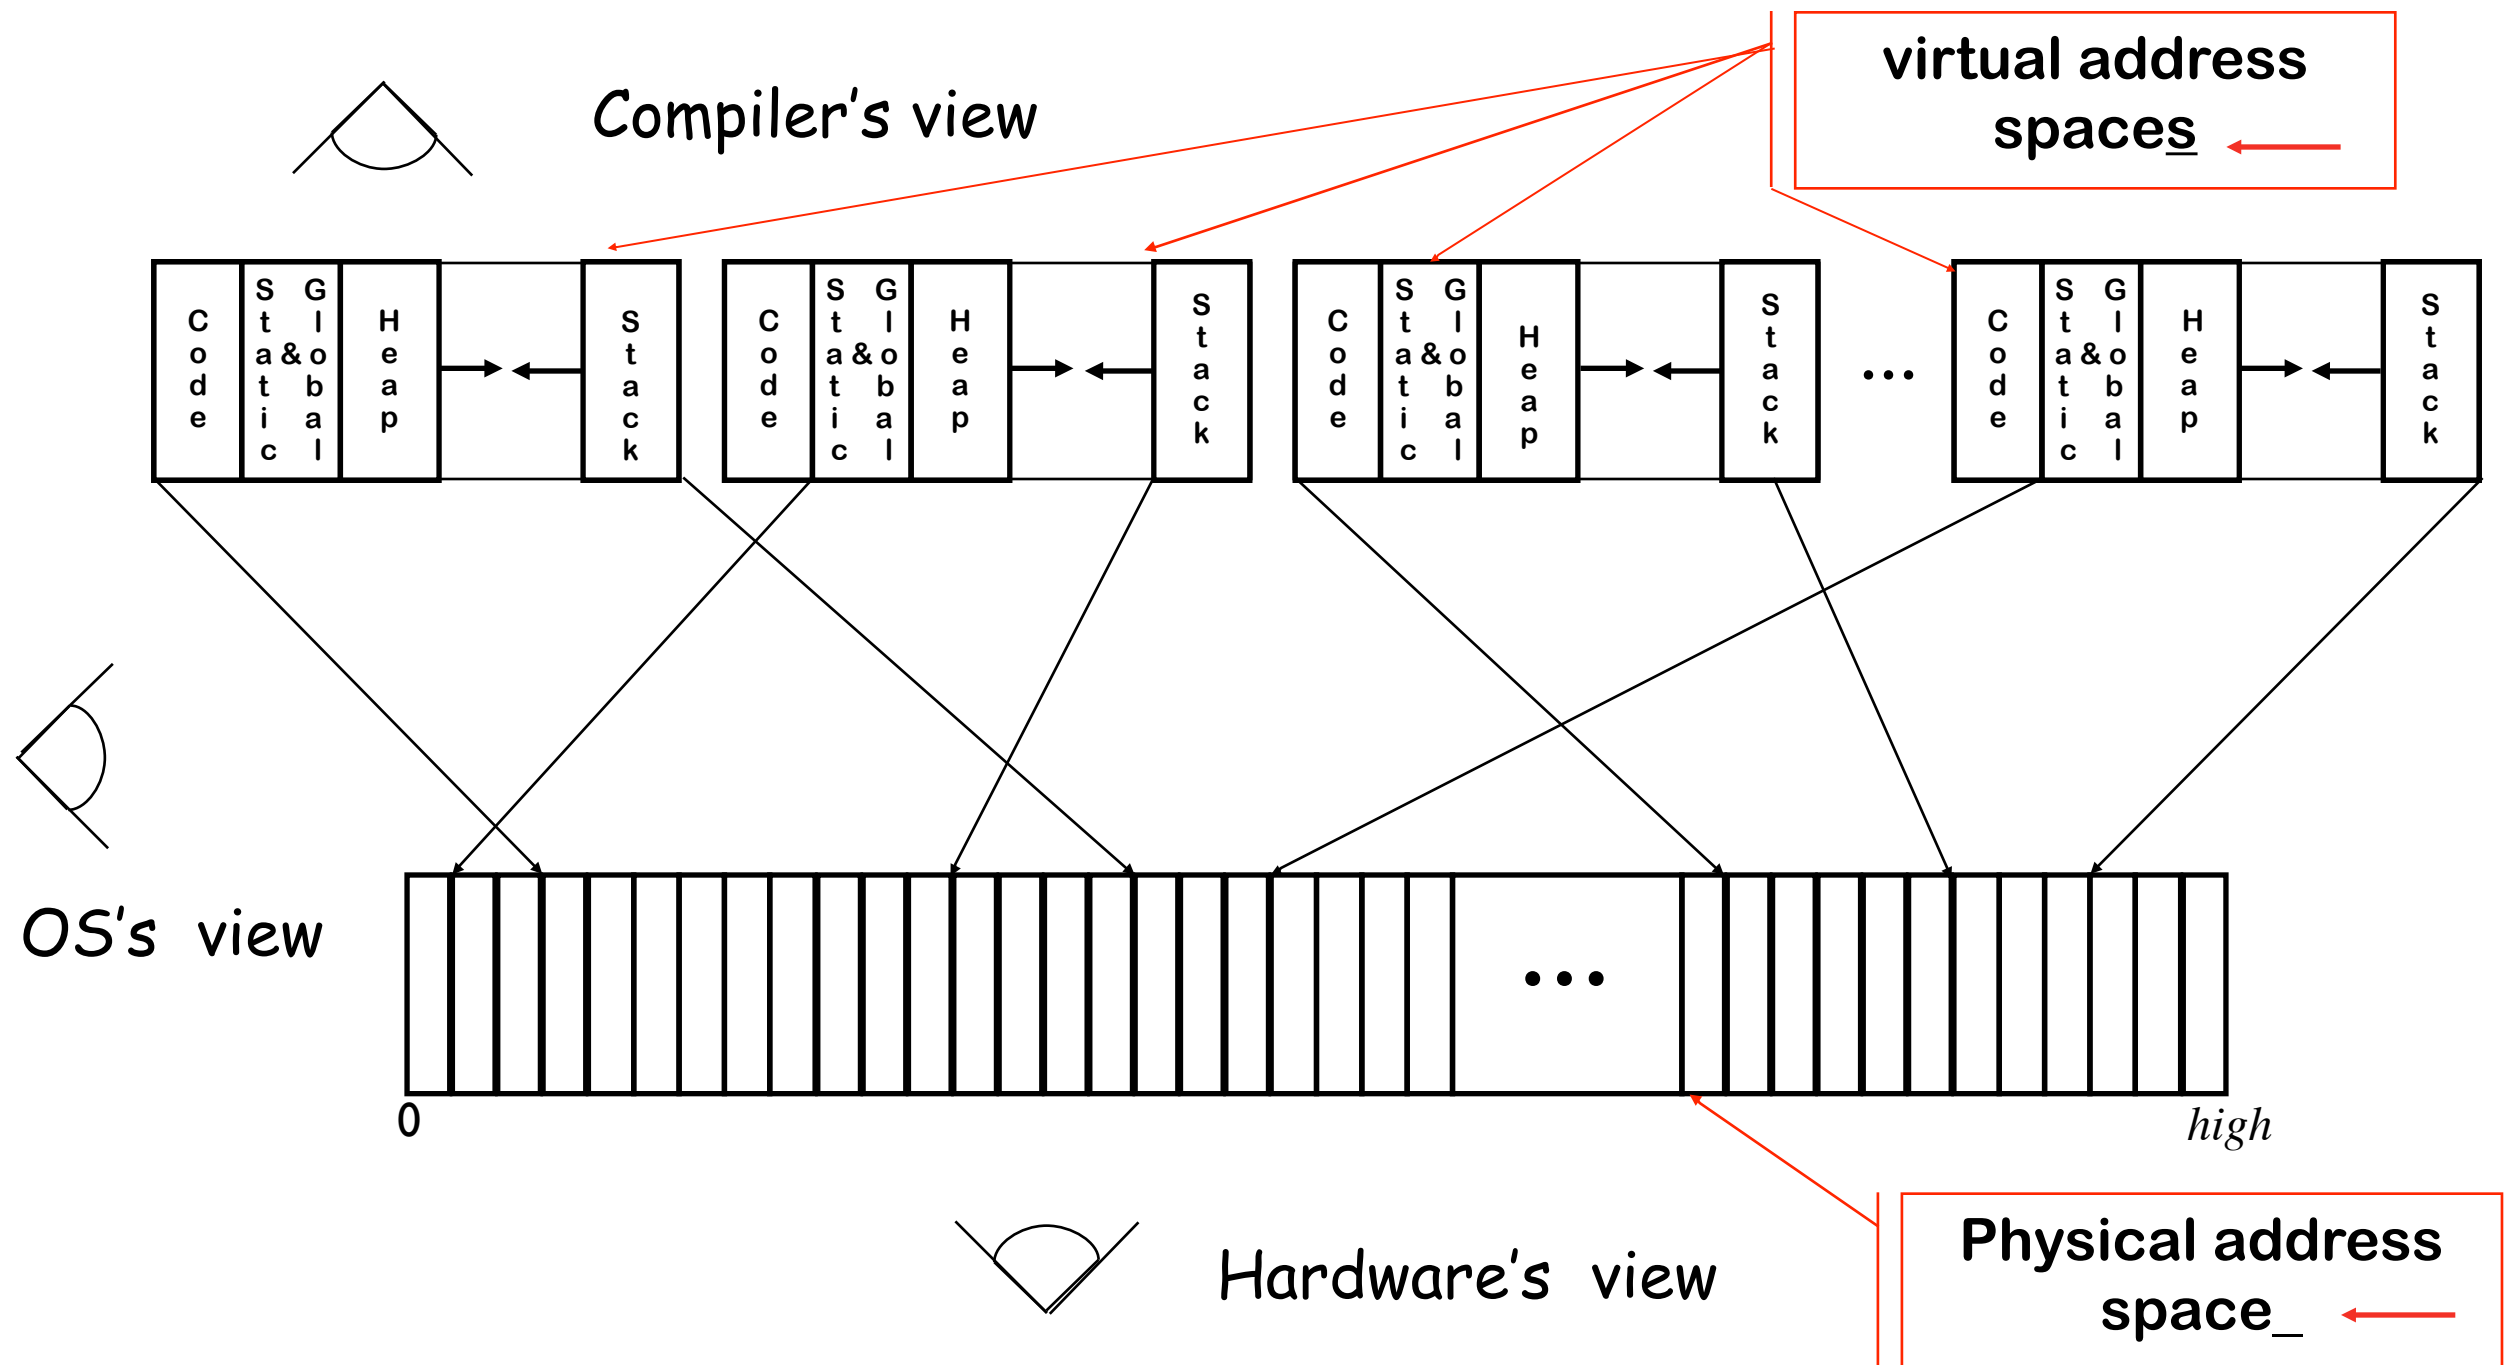 virtual address
spaces
Compiler's view
Code
Static & Global
Heap
Stack
Code
Static & Global
Heap
Stack
Code
Static & Global
Heap
Stack
...
Code
Static & Global
Heap
Stack
OS's view
...
0
high
Hardware's view
Physical address
space_